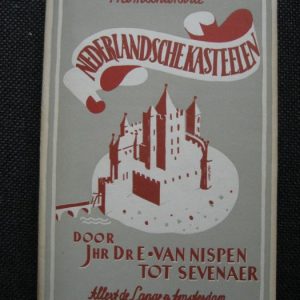 NEDERLANDSCHE KASTEELEN
DOOR
JHR DR E·VAN NISPEN
TOT SEVENAER
Allert de Lange · Amsterdam